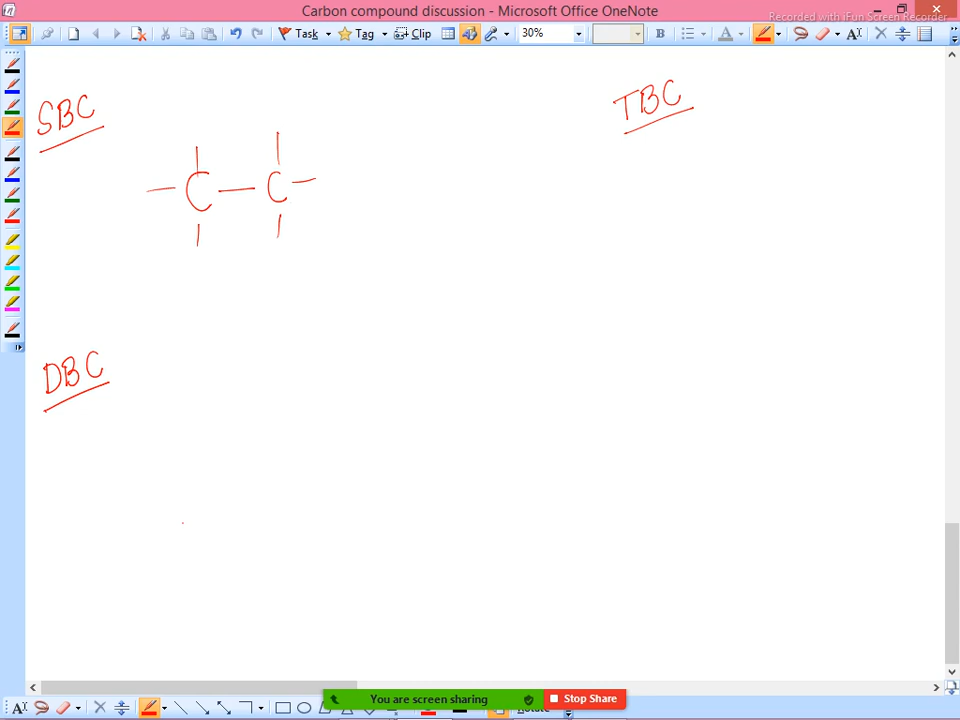 Carbon compound discussion - Microsoft Office OneNote
Recorded with iFun Screen Recorder
Task
Tag
Clip
30%
B
A
A
SBC
TBC
C
C
DBC
You are screen sharing
Stop Share
A